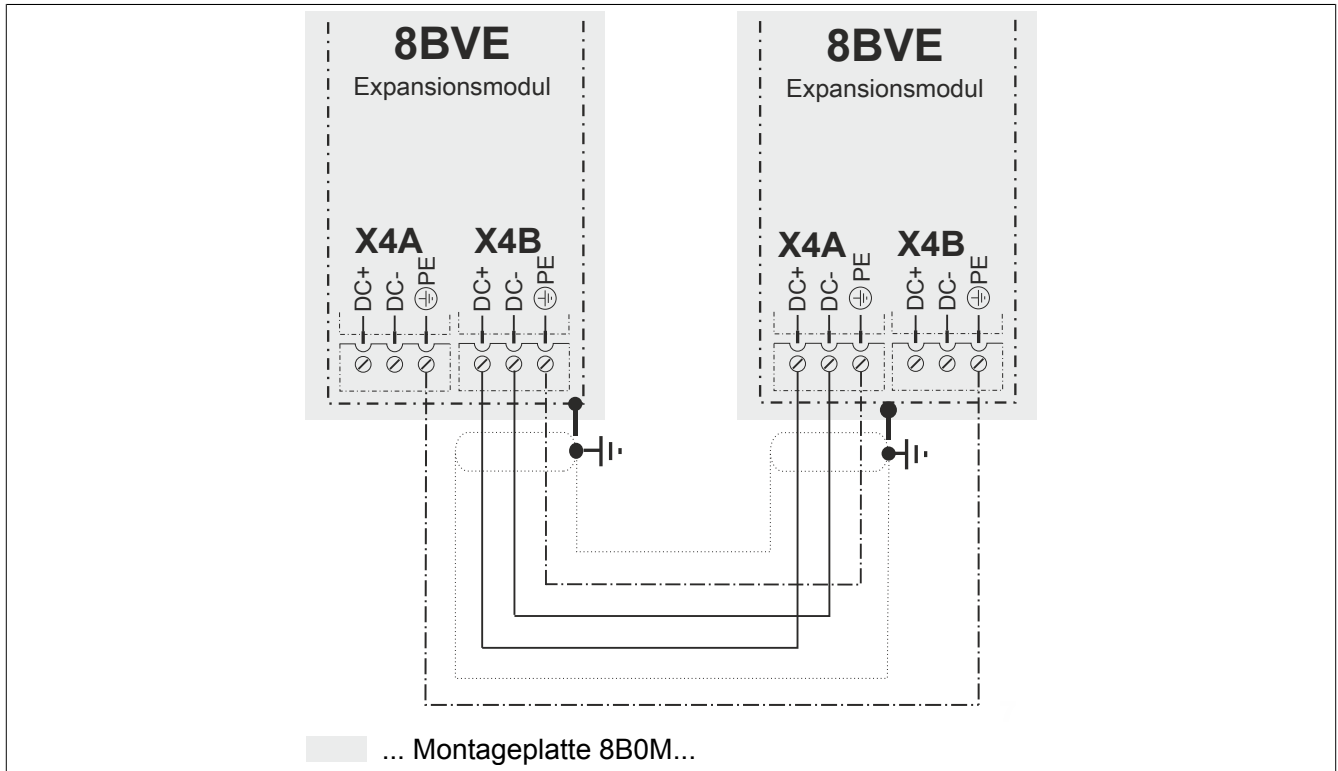 8BVE
Expansionsmodul
X4A X4B
DC+ DC- PE DC+ DC- PE
8BVE
Expansionsmodul
X4A X4B
DC+ DC- PE DC+ DC- PE
... Montageplatte 8B0M...